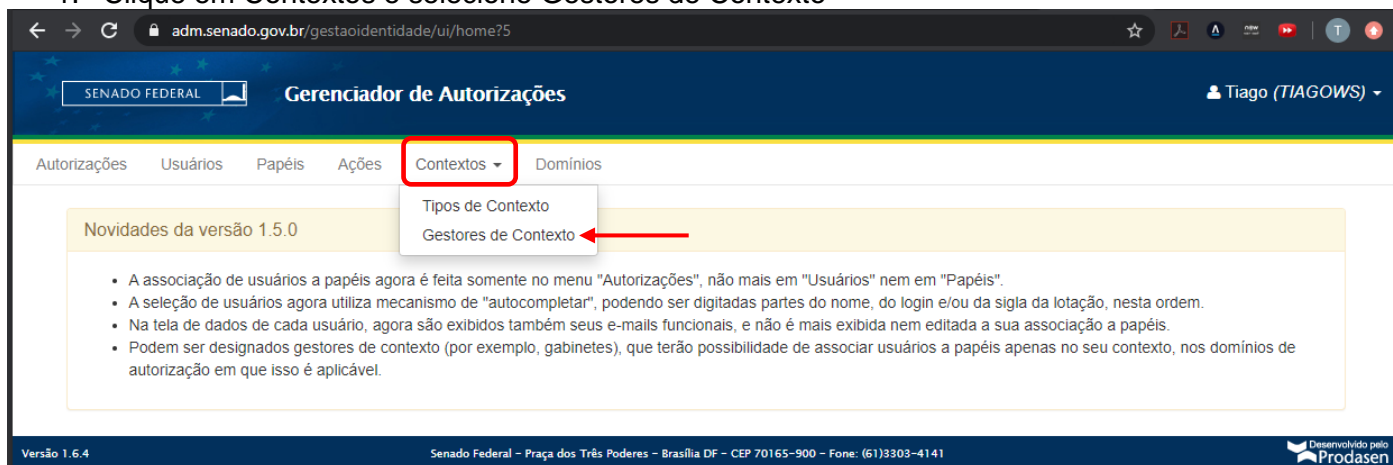 Clique em Contextos e selecione Gestores de Contexto
adm.senado.gov.br/gestaoidentidade/ui/home?5
T
SENADO FEDERAL
Gerenciador de Autorizações
Tiago (TIAGOWS)
Autorizações Usuários Papéis Ações Contextos Domínios
Tipos de Contexto
Gestores de Contexto
Novidades da versão 1.5.0
• A associação de usuários a papéis agora é feita somente no menu "Autorizações", não mais em "Usuários" nem em "Papéis".
• A seleção de usuários agora utiliza mecanismo de "autocompletar", podendo ser digitadas partes do nome, do login e/ou da sigla da lotação, nesta ordem.
• Na tela de dados de cada usuário, agora são exibidos também seus e-mails funcionais, e não é mais exibida nem editada a sua associação a papéis.
• Podem ser designados gestores de contexto (por exemplo, gabinetes), que terão possibilidade de associar usuários a papéis apenas no seu contexto, nos domínios de
autorização em que isso é aplicável.
Versão 1.6.4
Senado Federal - Praça dos Três Poderes - Brasília DF - CEP 70165-900 - Fone: (61)3303-4141
Desenvolvido pelo
Prodasen